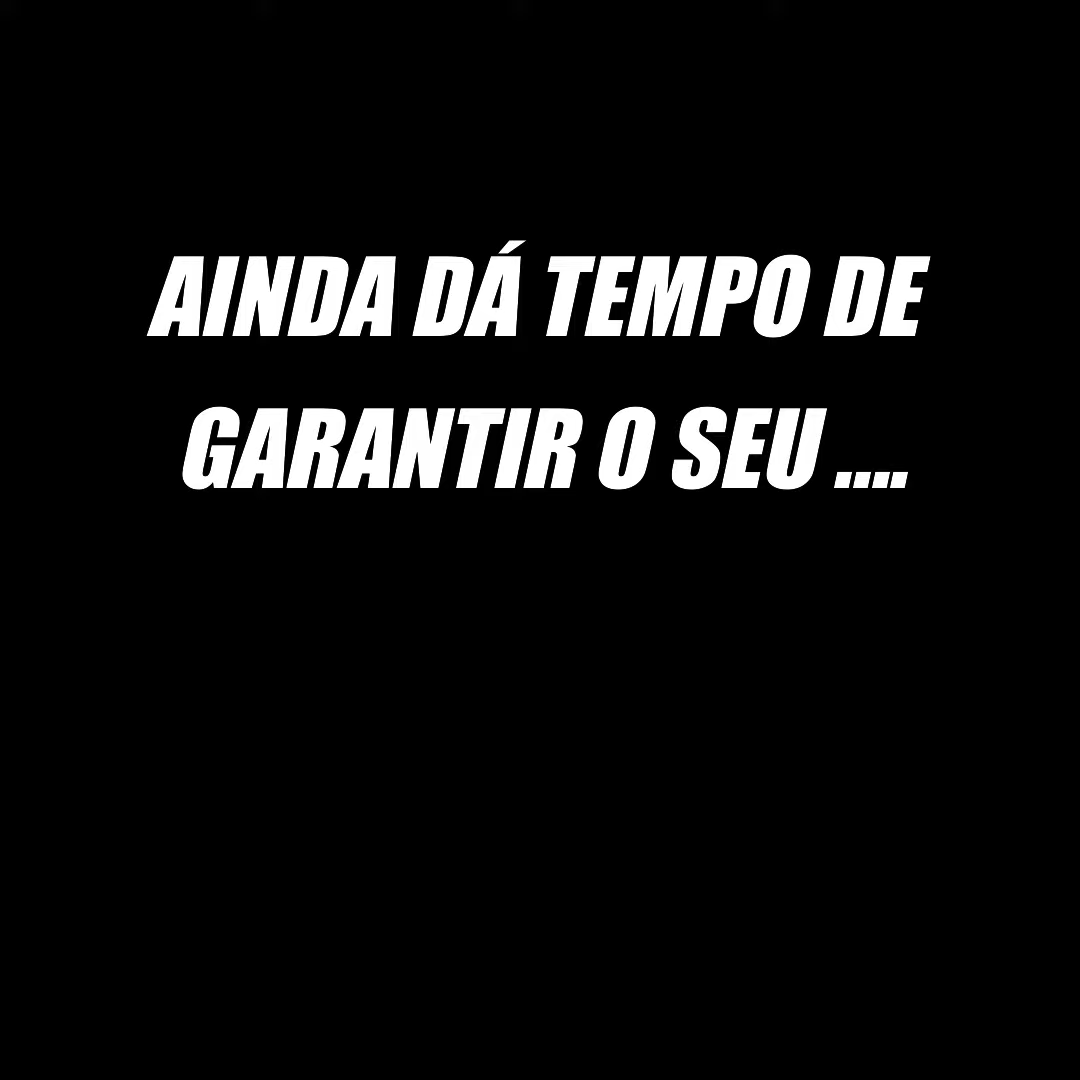 AINDA DÁ TEMPO DE
GARANTIR O SEU ....